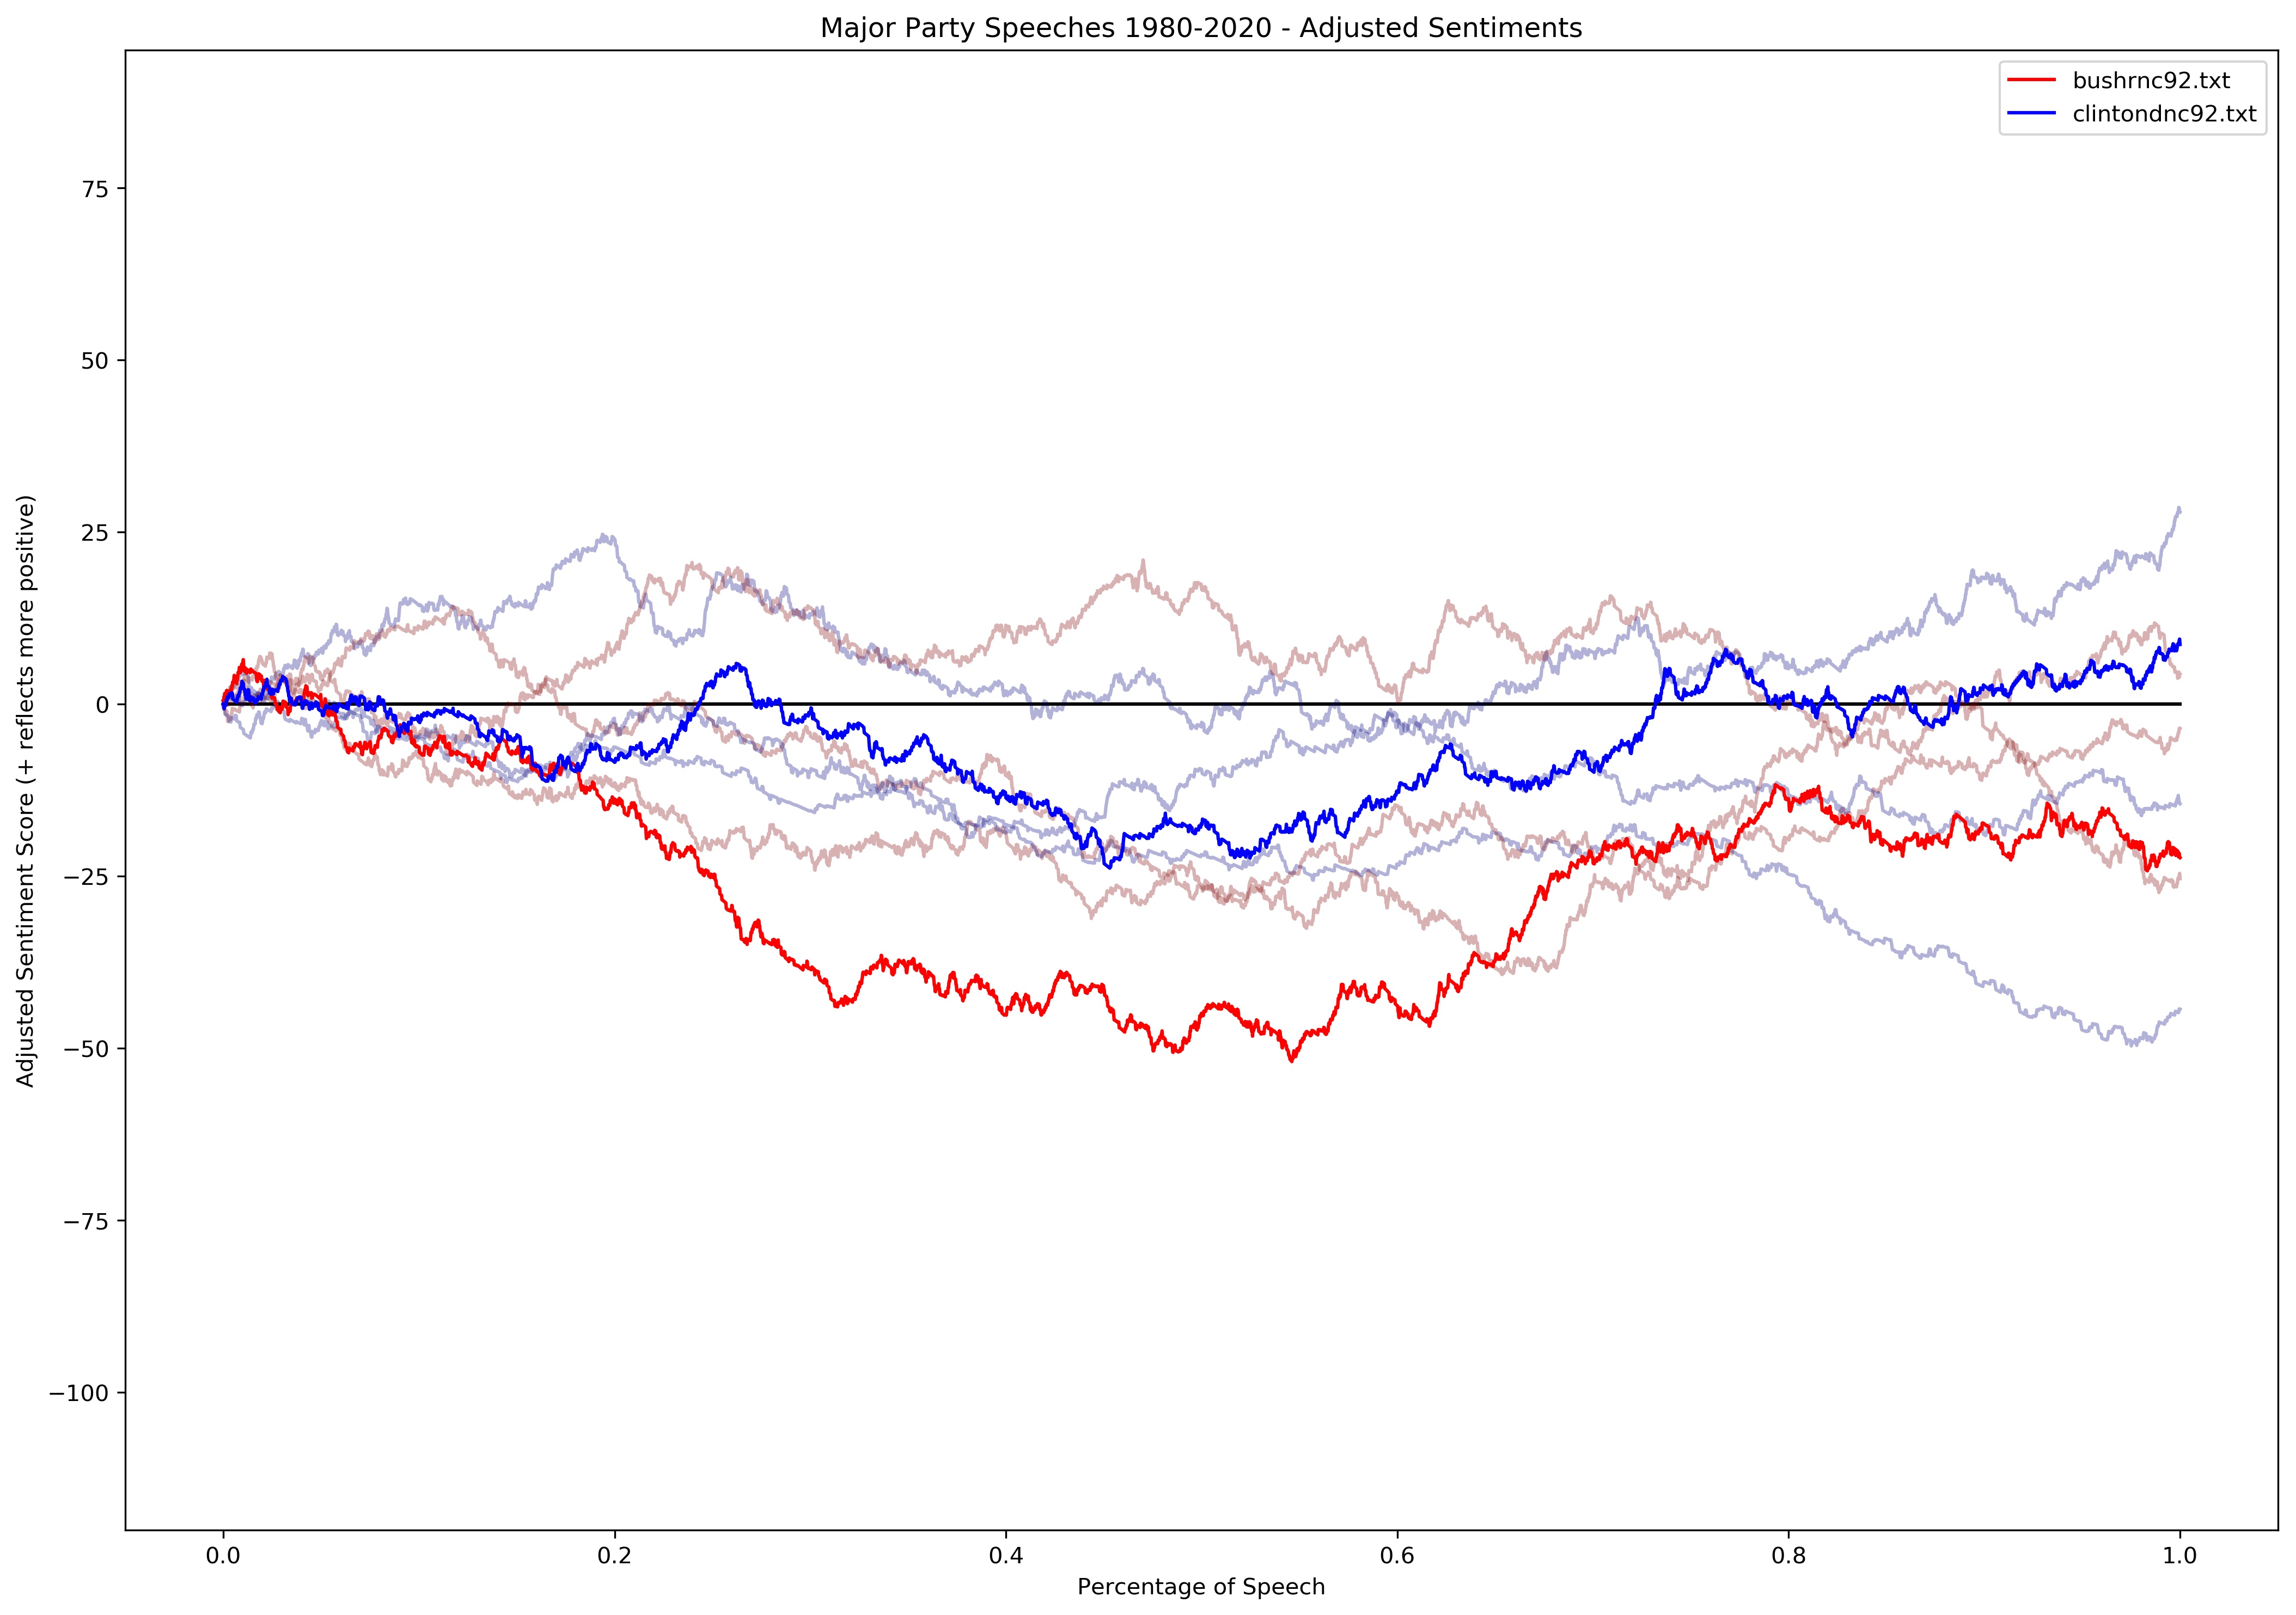 Major Party Speeches 1980-2020 - Adjusted Sentiments
bushrnc92.txt
clintondnc92.txt
Adjusted Sentiment Score (+ reflects more positive)
75
50
25
0
−25
−50
−75
−100
0.0 0.2 0.4 0.6 0.8 1.0
Percentage of Speech